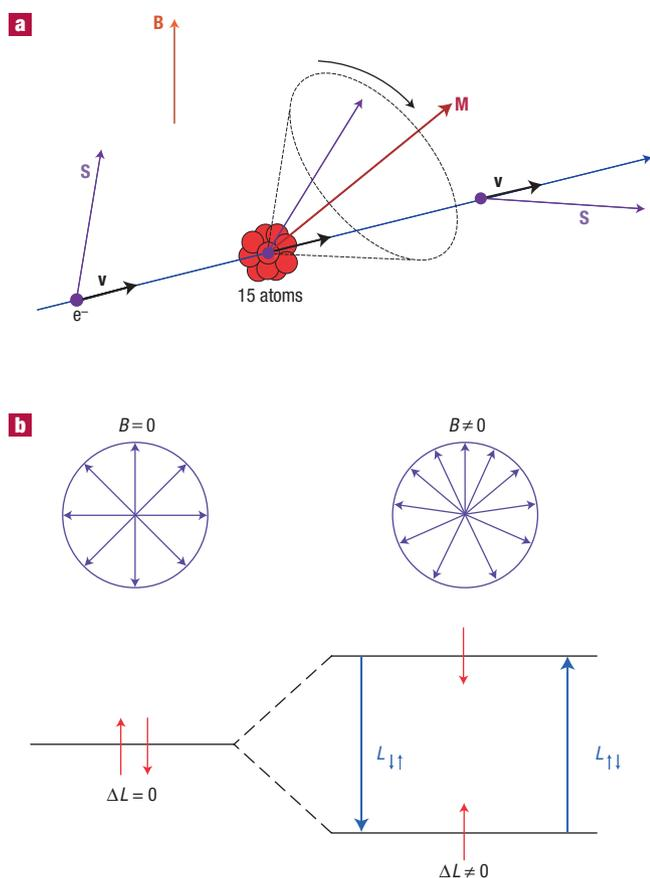 a
B
M
S
v
S
v
15 atoms
e⁻
b
B = 0
B ≠ 0
L↓↑
L↑↓
ΔL = 0
ΔL ≠ 0